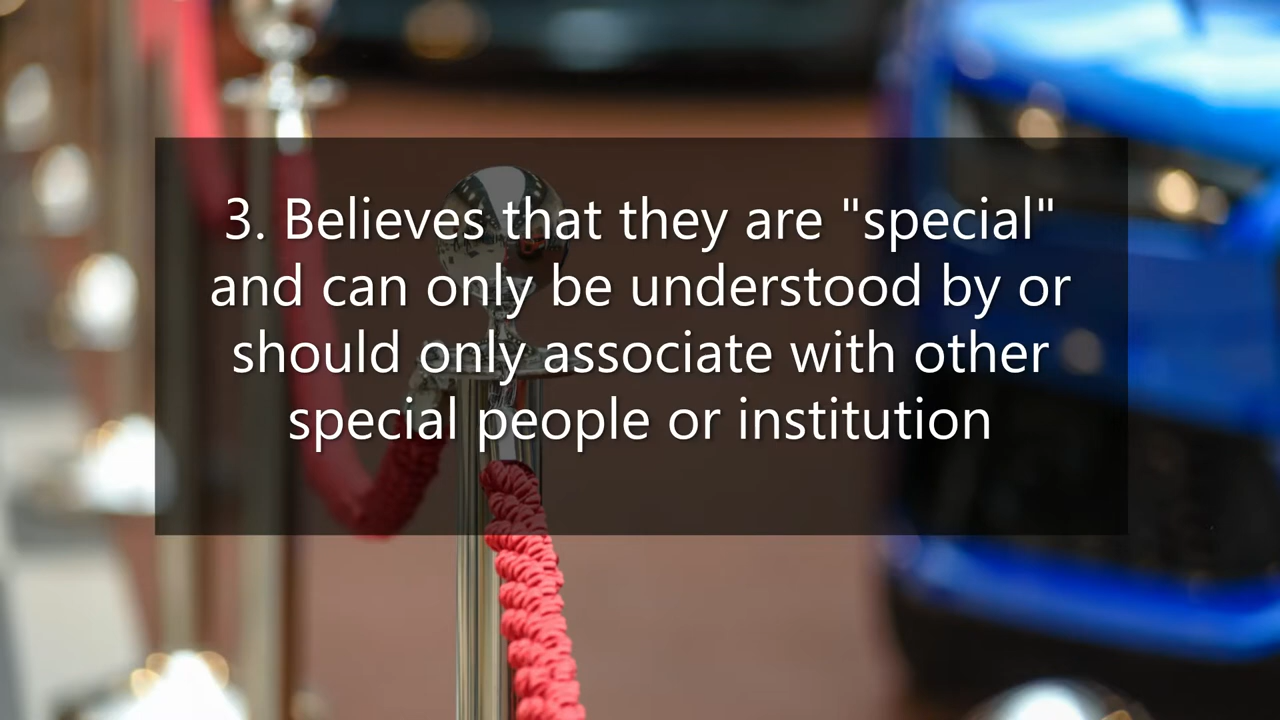 3. Believes that they are "special"
and can only be understood by or
should only associate with other
special people or institution